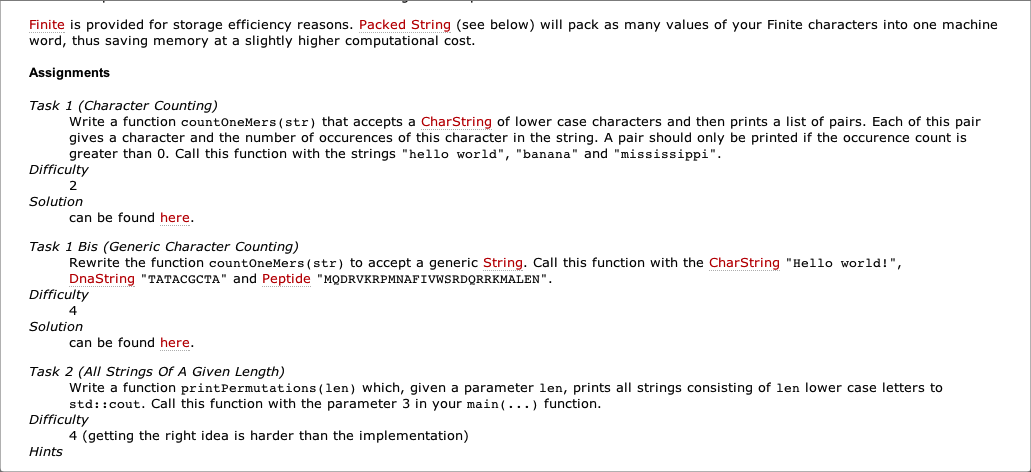 Finite is provided for storage efficiency reasons. Packed String (see below) will pack as many values of your Finite characters into one machine
word, thus saving memory at a slightly higher computational cost.
Assignments
Task 1 (Character Counting)
Write a function countOneMers(str) that accepts a CharString of lower case characters and then prints a list of pairs. Each of this pair
gives a character and the number of occurences of this character in the string. A pair should only be printed if the occurence count is
greater than 0. Call this function with the strings "hello world", "banana" and "mississippi".
Difficulty
2
Solution
can be found here.
Task 1 Bis (Generic Character Counting)
Rewrite the function countOneMers(str) to accept a generic String. Call this function with the CharString "Hello world!",
DnaString "TATACGCTA" and Peptide "MQDRVKRPMNAFIVWSRDQRRKMALEN".
Difficulty
4
Solution
can be found here.
Task 2 (All Strings Of A Given Length)
Write a function printPermutations(len) which, given a parameter len, prints all strings consisting of len lower case letters to
std::cout. Call this function with the parameter 3 in your main(...) function.
Difficulty
4 (getting the right idea is harder than the implementation)
Hints